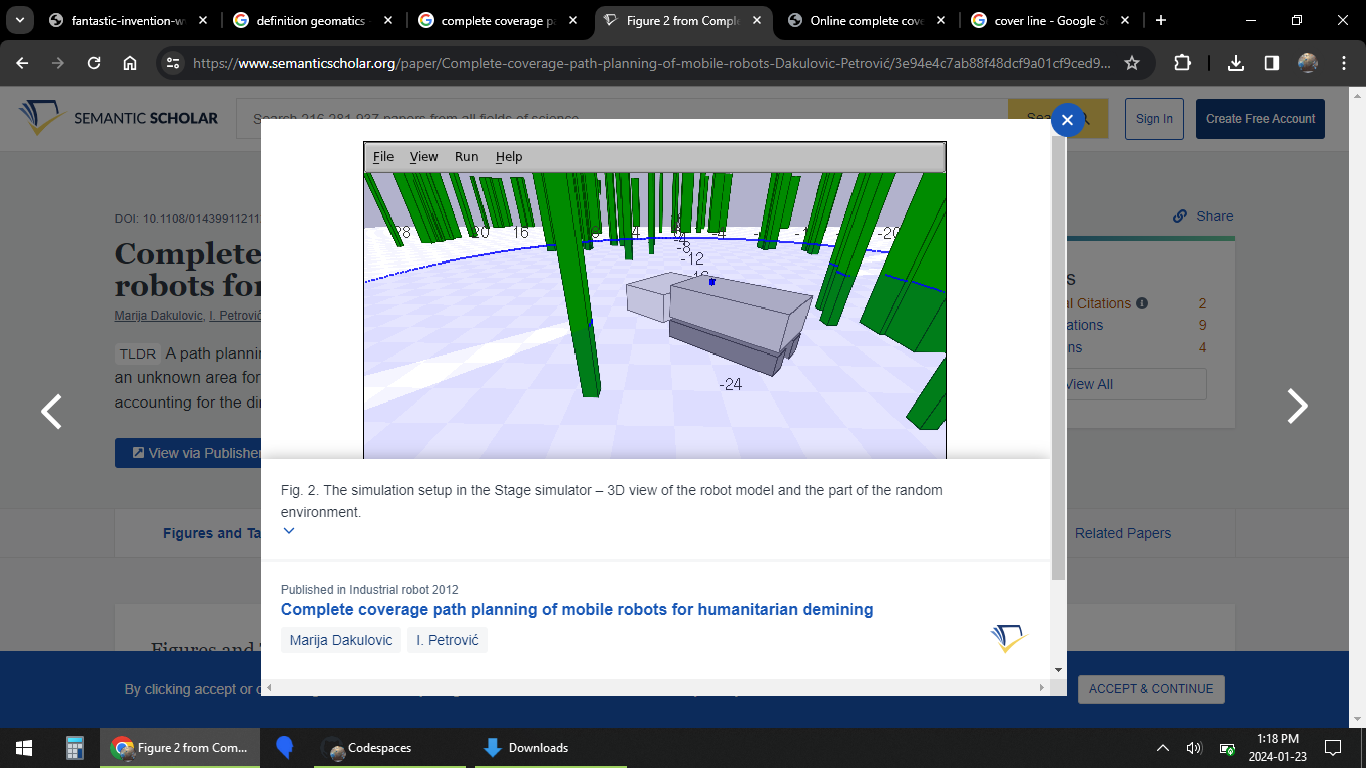 fantastic-invention-w
definition geomatics
complete coverage p
Figure 2 from Comple
Online complete cov
cover line - Google S
https://www.semanticscholar.org/paper/Complete-coverage-path-planning-of-mobile-robots-Dakulovic-Petrović/3e94e4c7ab88f48dcf9a01cf9ced9...
SEMANTIC SCHOLAR
Search 216,281,937 papers from all fields of science
Sea
Sign In
Create Free Account
File View Run Help
DOI: 10.1108/01439911211
Share
Complete
robots for
Marija Dakulovic, I. Petrović
TLDR A path planni
an unknown area for
accounting for the di
View via Publisher
28 20 16 4 -4 -20
-8
-12
-24
l Citations 2
ations 9
ns 4
View All
Fig. 2. The simulation setup in the Stage simulator – 3D view of the robot model and the part of the random
environment.
Figures and Ta
Related Papers
Published in Industrial robot 2012
Complete coverage path planning of mobile robots for humanitarian demining
Marija Dakulovic I. Petrović
Figures and T
By clicking accept or c
ACCEPT & CONTINUE
Figure 2 from Com...
Codespaces
Downloads
1:18 PM
2024-01-23